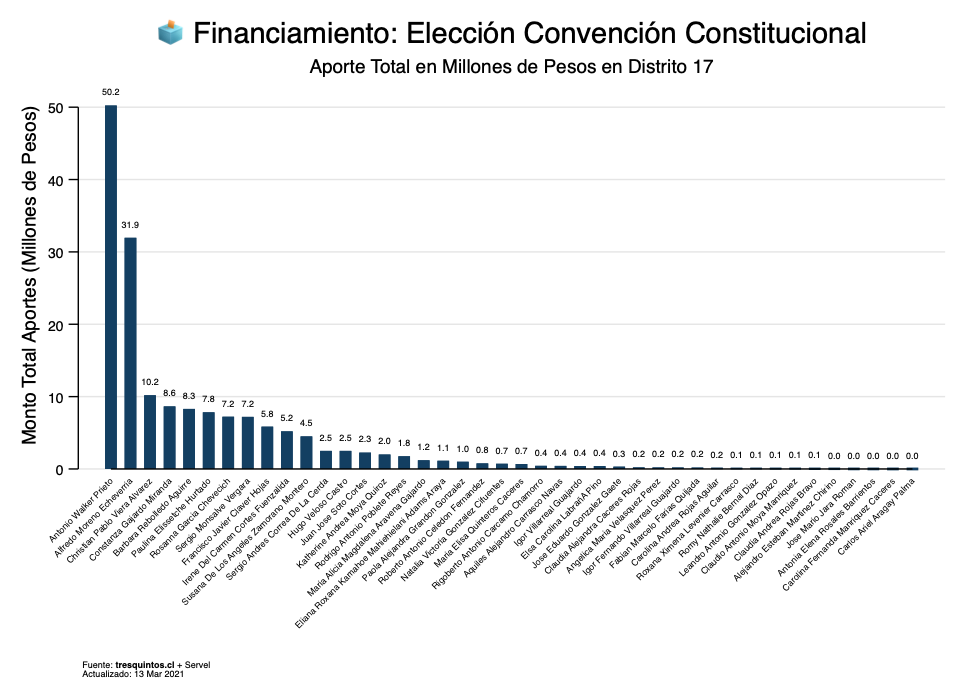 Financiamiento: Elección Convención Constitucional
Aporte Total en Millones de Pesos en Distrito 17
Monto Total Aportes (Millones de Pesos)
50
40
30
20
10
0
50.2
31.9
10.2
8.6
8.3
7.8
7.2
7.2
5.8
5.2
4.5
2.5
2.5
2.3
2.0
1.8
1.2
1.1
1.0
0.8
0.7
0.7
0.4
0.4
0.4
0.4
0.3
0.2
0.2
0.2
0.2
0.2
0.1
0.1
0.1
0.1
0.1
0.0
0.0
0.0
0.0
0.0
Antonio Walker Prieto
Alfredo Moreno Echeverria
Christian Pablo Viera Alvarez
Constanza Gajardo Miranda
Barbara Rebolledo Aguirre
Paulina Elissetche Hurtado
Rosanna Garcia Chevecich
Sergio Monsalve Vergara
Francisco Javier Claver Hojas
Irene Del Carmen Cortes Fuenzalida
Susana De Los Angeles Zamorano Montero
Sergio Andres Correa De La Cerda
Hugo Veloso Castro
Juan Jose Soto Cortes
Katherine Andrea Moya Quiroz
Rodrigo Antonio Poblete Reyes
Maria Alicia Magdalena Aravena Gajardo
Eliana Roxana Kamahoe Marinheilani Adams Araya
Paola Alejandra Grandon Gonzalez
Roberto Antonio Celedon Fernandez
Natalia Victoria Gonzalez Cifuentes
Maria Elisa Quinteros Caceres
Rigoberto Antonio Carcamo Chamorro
Aquiles Alejandro Carrasco Navas
Igor Villarreal Guajardo
Elsa Carolina Labraña Pino
Jose Eduardo Gonzalez Gaete
Claudia Alejandra Caceres Rojas
Angelica Maria Velasquez Perez
Igor Fernando Villarreal Guajardo
Fabian Marcelo Farias Quijada
Carolina Andrea Rojas Aguilar
Roxana Ximena Levenier Carrasco
Romy Nathalie Bernal Diaz
Leandro Antonio Gonzalez Opazo
Claudio Antonio Mora Manriquez
Claudia Andrea Rojas Bravo
Alejandro Esteban Martinez Chirino
Jose Mario Jara Roman
Antonia Elena Rosales Barrientos
Carolina Fernanda Manriquez Caceres
Carlos Ariel Aragay Palma
Fuente: tresquintos.cl + Servel
Actualizado: 13 Mar 2021